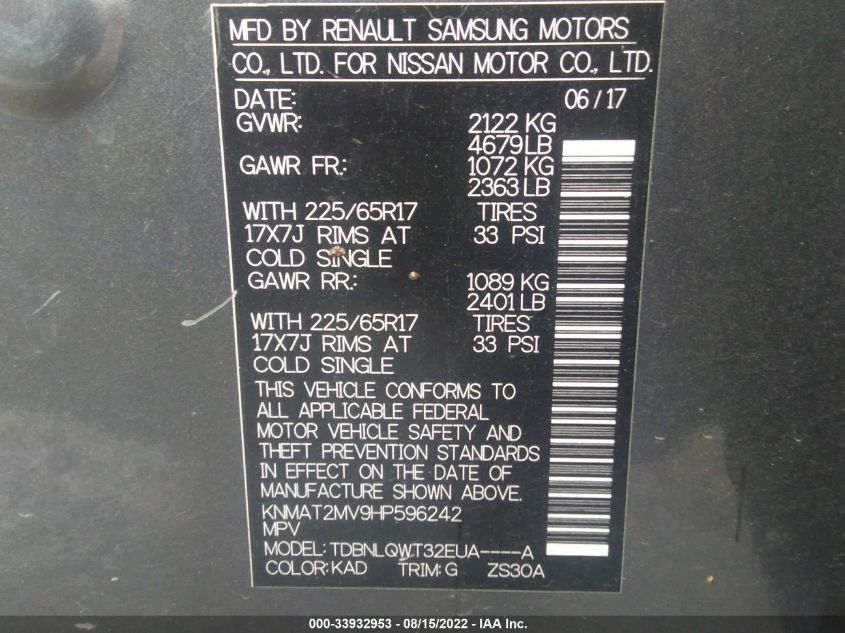 MFD BY RENAULT SAMSUNG MOTORS
CO., LTD. FOR NISSAN MOTOR CO., LTD.
DATE: 06/17
GVWR: 2122 KG
4679 LB
GAWR FR.: 1072 KG
2363 LB
WITH 225/65R17 TIRES
17X7J RIMS AT 33 PSI
COLD SINGLE
GAWR RR.: 1089 KG
2401 LB
WITH 225/65R17 TIRES
17X7J RIMS AT 33 PSI
COLD SINGLE
THIS VEHICLE CONFORMS TO
ALL APPLICABLE FEDERAL
MOTOR VEHICLE SAFETY AND
THEFT PREVENTION STANDARDS
IN EFFECT ON THE DATE OF
MANUFACTURE SHOWN ABOVE.
KNMAT2MV9HP596242
MPV
MODEL: TDBNLQWT32EUA----A
COLOR: KAD TRIM: G ZS30A
000-33932953 - 08/15/2022 - IAA Inc.